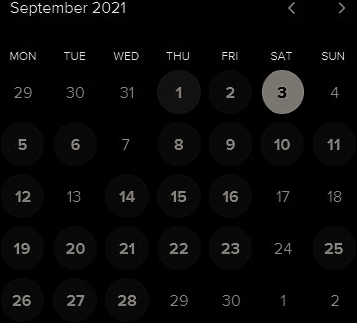 September 2021
MON TUE WED THU FRI SAT SUN
29 30 31 1 2 3 4
5 6 7 8 9 10 11
12 13 14 15 16 17 18
19 20 21 22 23 24 25
26 27 28 29 30 1 2